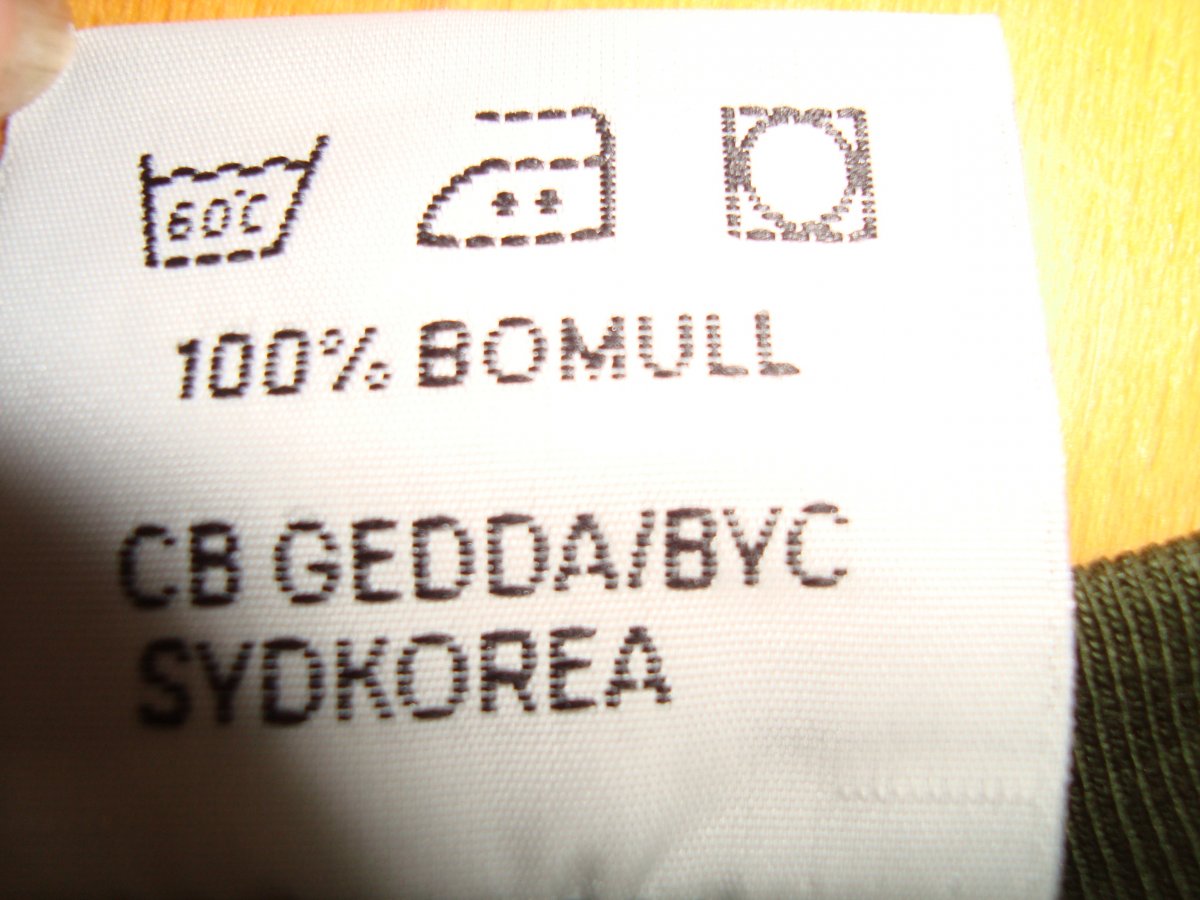 60°C
100% BOMULL
CB GEDDA/BYC
SYDKOREA